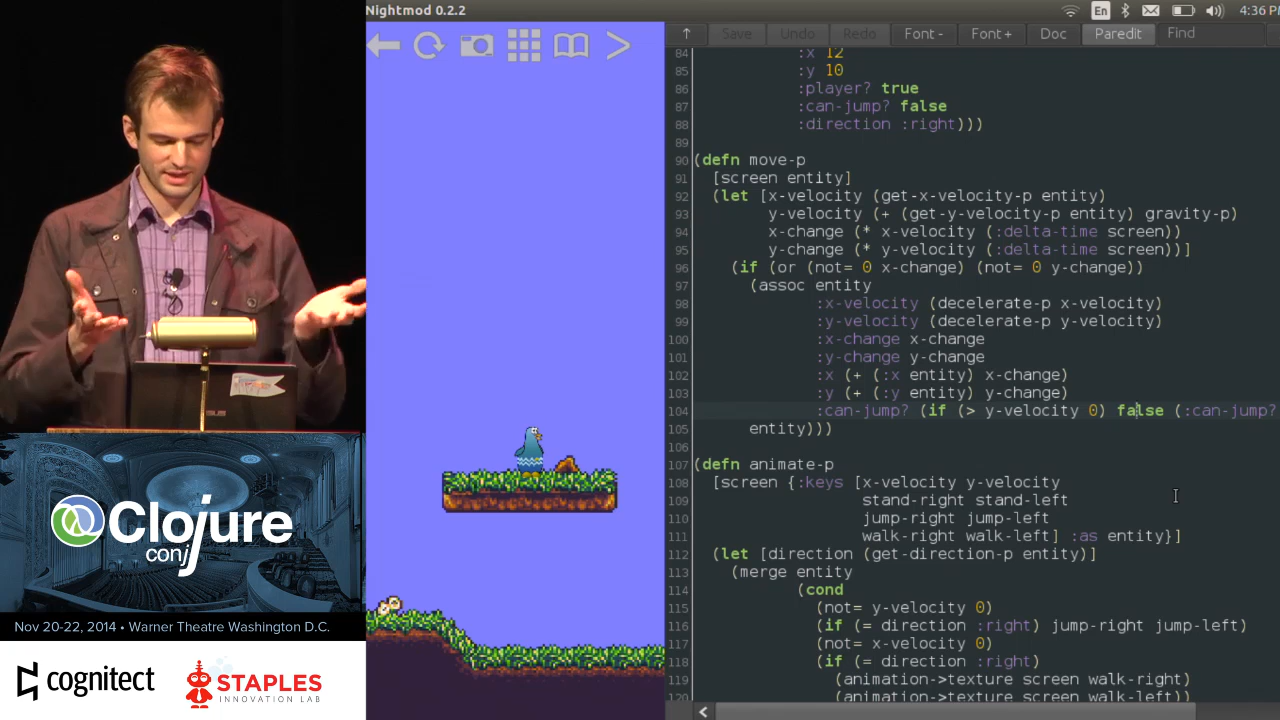 Nightmod 0.2.2
En
4:36 P
Save Undo Redo Font - Font + Doc Paredit Find
84 :x 12
85 :y 10
86 :player? true
87 :can-jump? false
88 :direction :right)))
89
90 (defn move-p
91 [screen entity]
92 (let [x-velocity (get-x-velocity-p entity)
93 y-velocity (+ (get-y-velocity-p entity) gravity-p)
94 x-change (* x-velocity (:delta-time screen))
95 y-change (* y-velocity (:delta-time screen))]
96 (if (or (not= 0 x-change) (not= 0 y-change))
97 (assoc entity
98 :x-velocity (decelerate-p x-velocity)
99 :y-velocity (decelerate-p y-velocity)
100 :x-change x-change
101 :y-change y-change
102 :x (+ (:x entity) x-change)
103 :y (+ (:y entity) y-change)
104 :can-jump? (if (> y-velocity 0) false (:can-jump?
105 entity)))
106
107 (defn animate-p
108 [screen {:keys [x-velocity y-velocity
109 stand-right stand-left
110 jump-right jump-left
111 walk-right walk-left] :as entity}]
112 (let [direction (get-direction-p entity)]
113 (merge entity
114 (cond
115 (not= y-velocity 0)
116 (if (= direction :right) jump-right jump-left)
117 (not= x-velocity 0)
118 (if (= direction :right)
119 (animation->texture screen walk-right)
120 (animation->texture screen walk-left))
Clojure
conj
Nov 20-22, 2014 • Warner Theatre Washington D.C.
cognitect
STAPLES
INNOVATION LAB